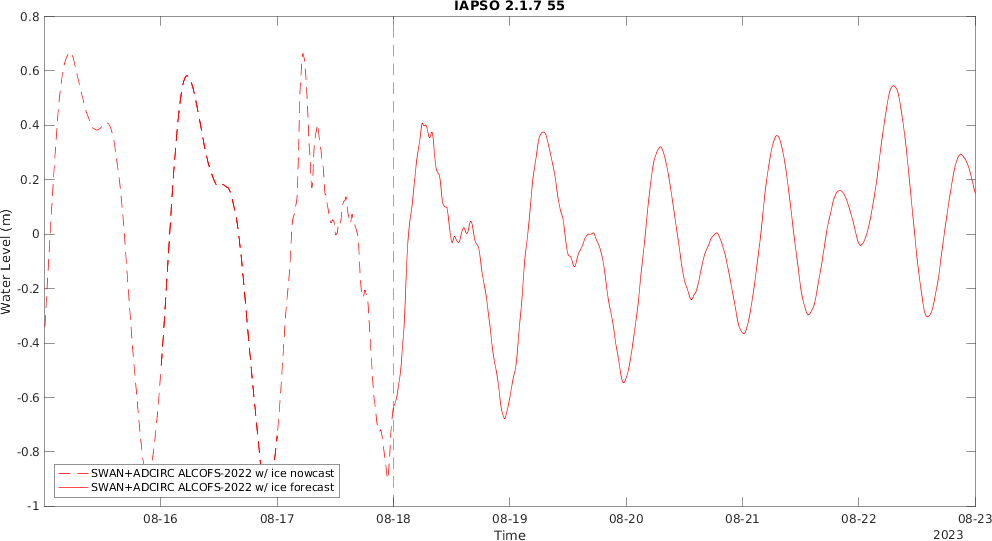 IAPSO 2.1.7 55
0.8
0.6
0.4
0.2
0
-0.2
-0.4
-0.6
-0.8
-1
Water Level (m)
SWAN+ADCIRC ALCOFS-2022 w/ ice nowcast
SWAN+ADCIRC ALCOFS-2022 w/ ice forecast
08-16 08-17 08-18 08-19 08-20 08-21 08-22 08-23
Time
2023